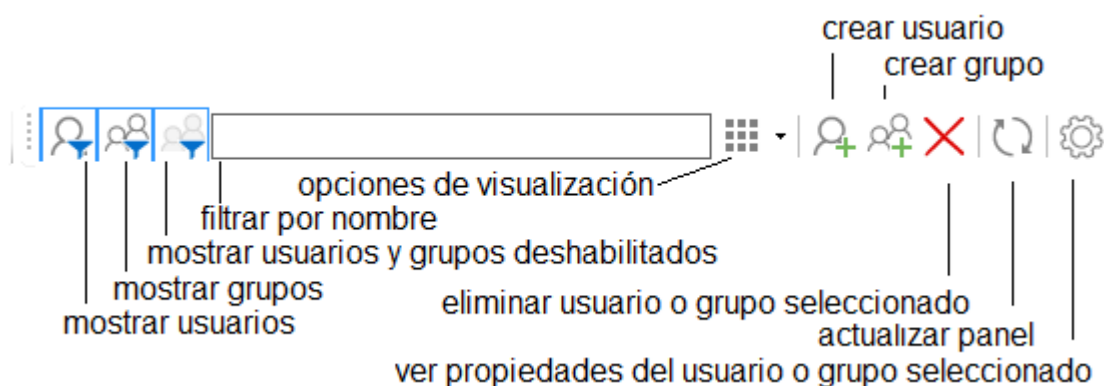 crear usuario
crear grupo
opciones de visualización
filtrar por nombre
mostrar usuarios y grupos deshabilitados
mostrar grupos
eliminar usuario o grupo seleccionado
mostrar usuarios
actualizar panel
ver propiedades del usuario o grupo seleccionado